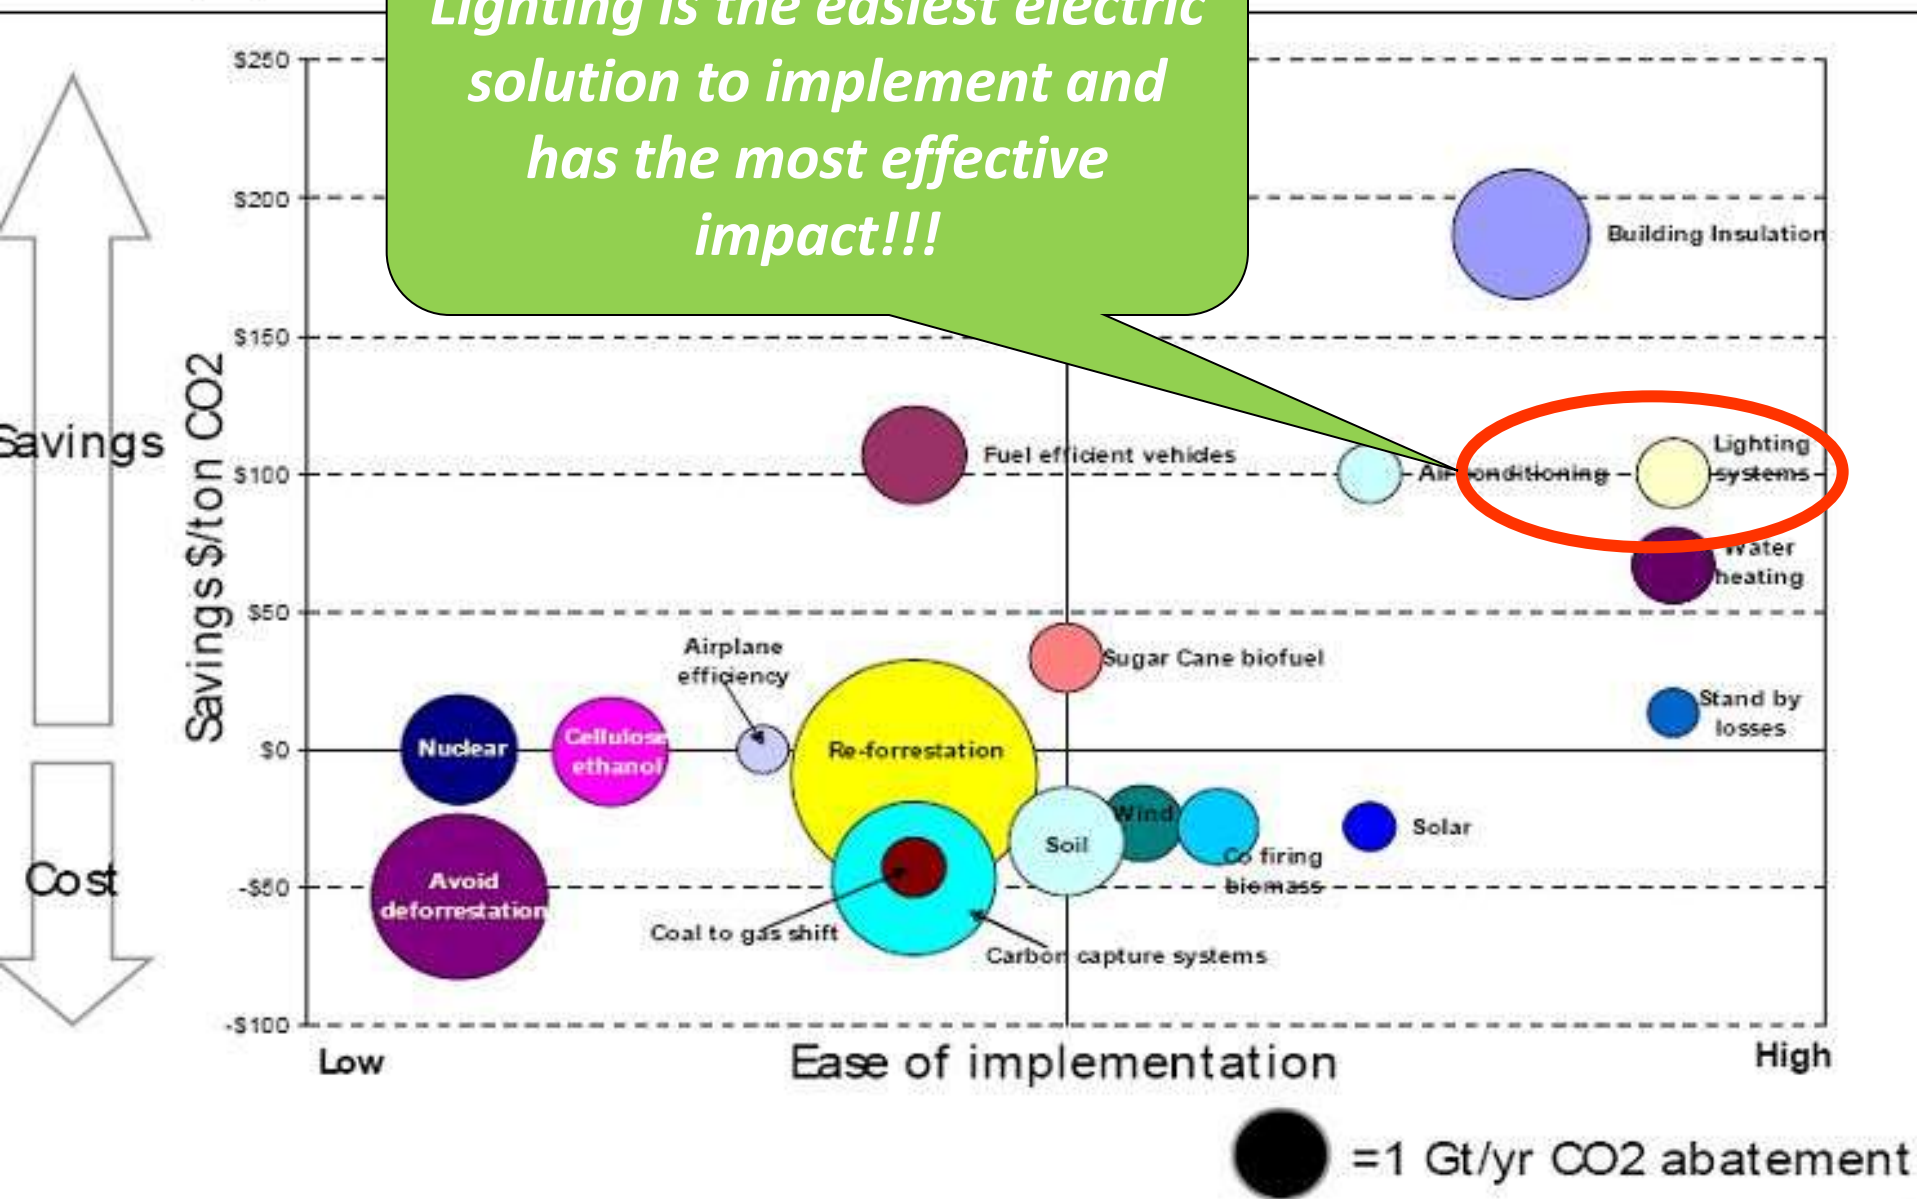 Lighting is the easiest electric
solution to implement and
has the most effective
impact!!!
$250
$200
$150
$100
$50
$0
-$50
-$100
Savings $/ton CO2
Savings
Cost
Building Insulation
Fuel efficient vehicles
Air conditioning
Lighting
systems
Water
heating
Airplane
efficiency
Sugar Cane biofuel
Stand by
losses
Nuclear
Cellulose
ethanol
Re-forrestation
Wind
Soil
Co firing
biomass
Solar
Avoid
deforrestation
Coal to gas shift
Carbon capture systems
Low
Ease of implementation
High
=1 Gt/yr CO2 abatement